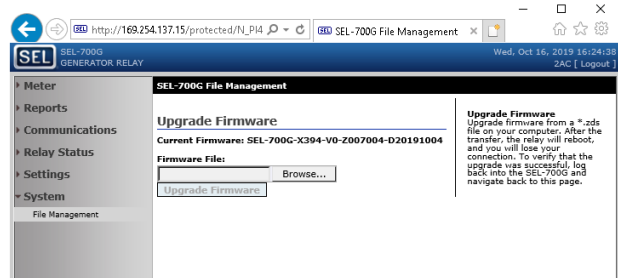 http://169.254.137.15/protected/N_PI4
SEL-700G File Management
SEL
SEL-700G
GENERATOR RELAY
Wed, Oct 16, 2019 16:24:38
2AC [ Logout ]
Meter
Reports
Communications
Relay Status
Settings
System
File Management
SEL-700G File Management
Upgrade Firmware
Current Firmware: SEL-700G-X394-V0-Z007004-D20191004
Firmware File:
Browse...
Upgrade Firmware
Upgrade Firmware
Upgrade firmware from a *.zds
file on your computer. After the
transfer, the relay will reboot,
and you will lose your
connection. To verify that the
upgrade was successful, log
back into the SEL-700G and
navigate back to this page.